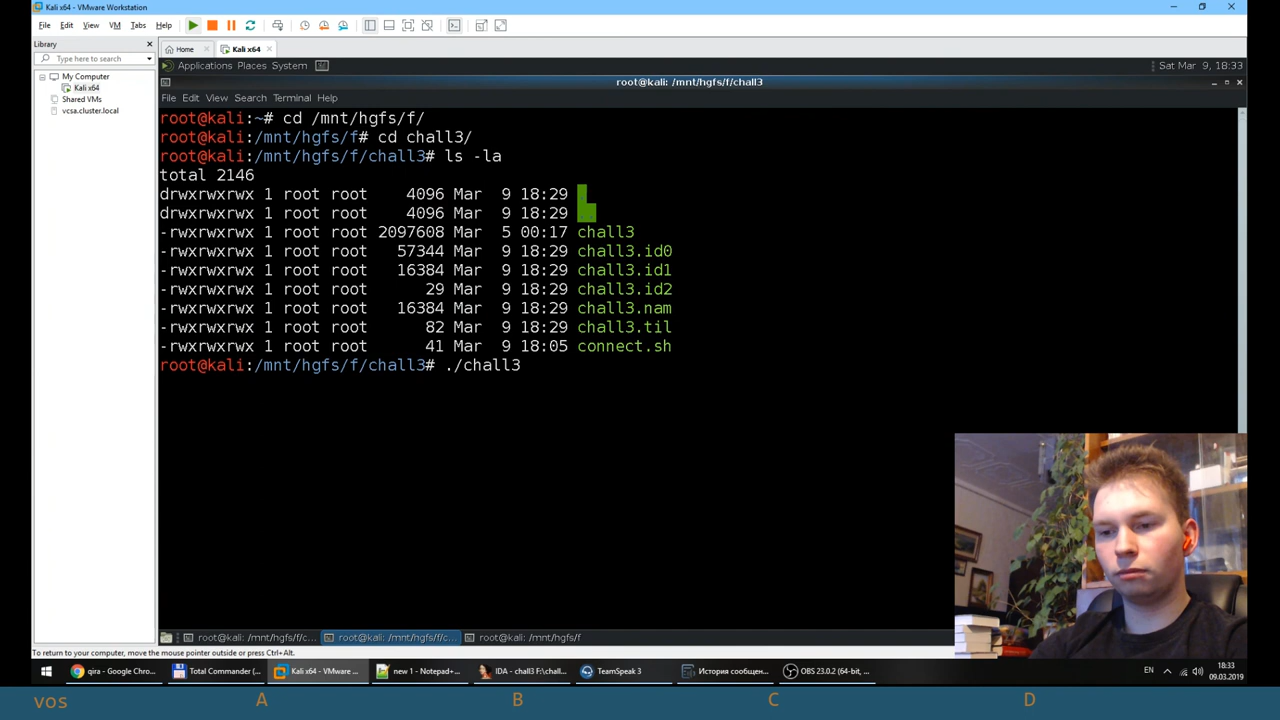 Kali x64 - VMware Workstation
File Edit View VM Tabs Help
Library
Type here to search
My Computer
Kali x64
Shared VMs
vcsa.cluster.local
Home
Kali x64
Applications Places System
Sat Mar 9, 18:33
root@kali: /mnt/hgfs/f/chall3
File Edit View Search Terminal Help
root@kali:~# cd /mnt/hgfs/f/
root@kali:/mnt/hgfs/f# cd chall3/
root@kali:/mnt/hgfs/f/chall3# ls -la
total 2146
drwxrwxrwx 1 root root 4096 Mar 9 18:29 .
drwxrwxrwx 1 root root 4096 Mar 9 18:29 ..
-rwxrwxrwx 1 root root 2097608 Mar 5 00:17 chall3
-rwxrwxrwx 1 root root 57344 Mar 9 18:29 chall3.id0
-rwxrwxrwx 1 root root 16384 Mar 9 18:29 chall3.id1
-rwxrwxrwx 1 root root 29 Mar 9 18:29 chall3.id2
-rwxrwxrwx 1 root root 16384 Mar 9 18:29 chall3.nam
-rwxrwxrwx 1 root root 82 Mar 9 18:29 chall3.til
-rwxrwxrwx 1 root root 41 Mar 9 18:05 connect.sh
root@kali:/mnt/hgfs/f/chall3# ./chall3
root@kali: /mnt/hgfs/f/c...
root@kali: /mnt/hgfs/f/c...
root@kali: /mnt/hgfs/f
To return to your computer, move the mouse pointer outside or press Ctrl+Alt.
qira - Google Chro...
Total Commander (...
Kali x64 - VMware ...
new 1 - Notepad+...
IDA - chall3 F:\chall...
TeamSpeak 3
История сообщен...
OBS 23.0.2 (64-bit, ...
EN
18:33
09.03.2019
vos A B C D